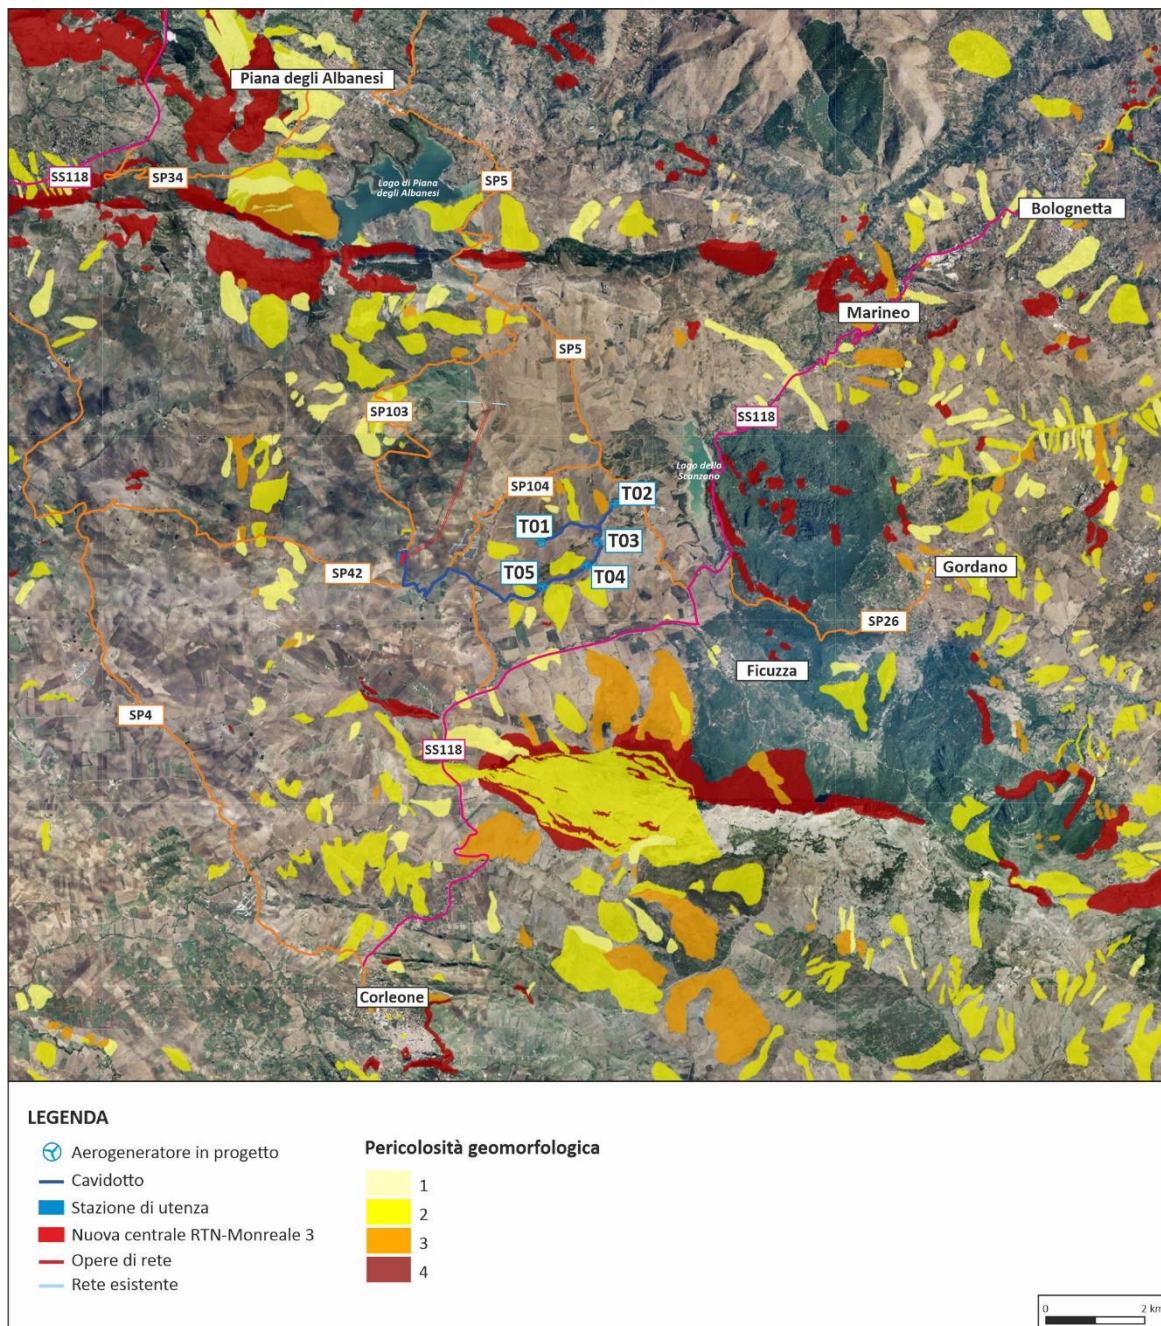 Piana degli Albanesi
SS118
SP34
Lago di Piana
degli Albanesi
SP5
Bolognetta
Marineo
SP5
SP103
SS118
Lago dello
Scanzano
SP104
T02
T01
T03
T05
T04
SP42
Gordano
SP26
Ficuzza
SP4
SS118
Corleone
LEGENDA
Aerogeneratore in progetto
Cavidotto
Stazione di utenza
Nuova centrale RTN-Monreale 3
Opere di rete
Rete esistente
Pericolosità geomorfologica
1
2
3
4
0 2 km